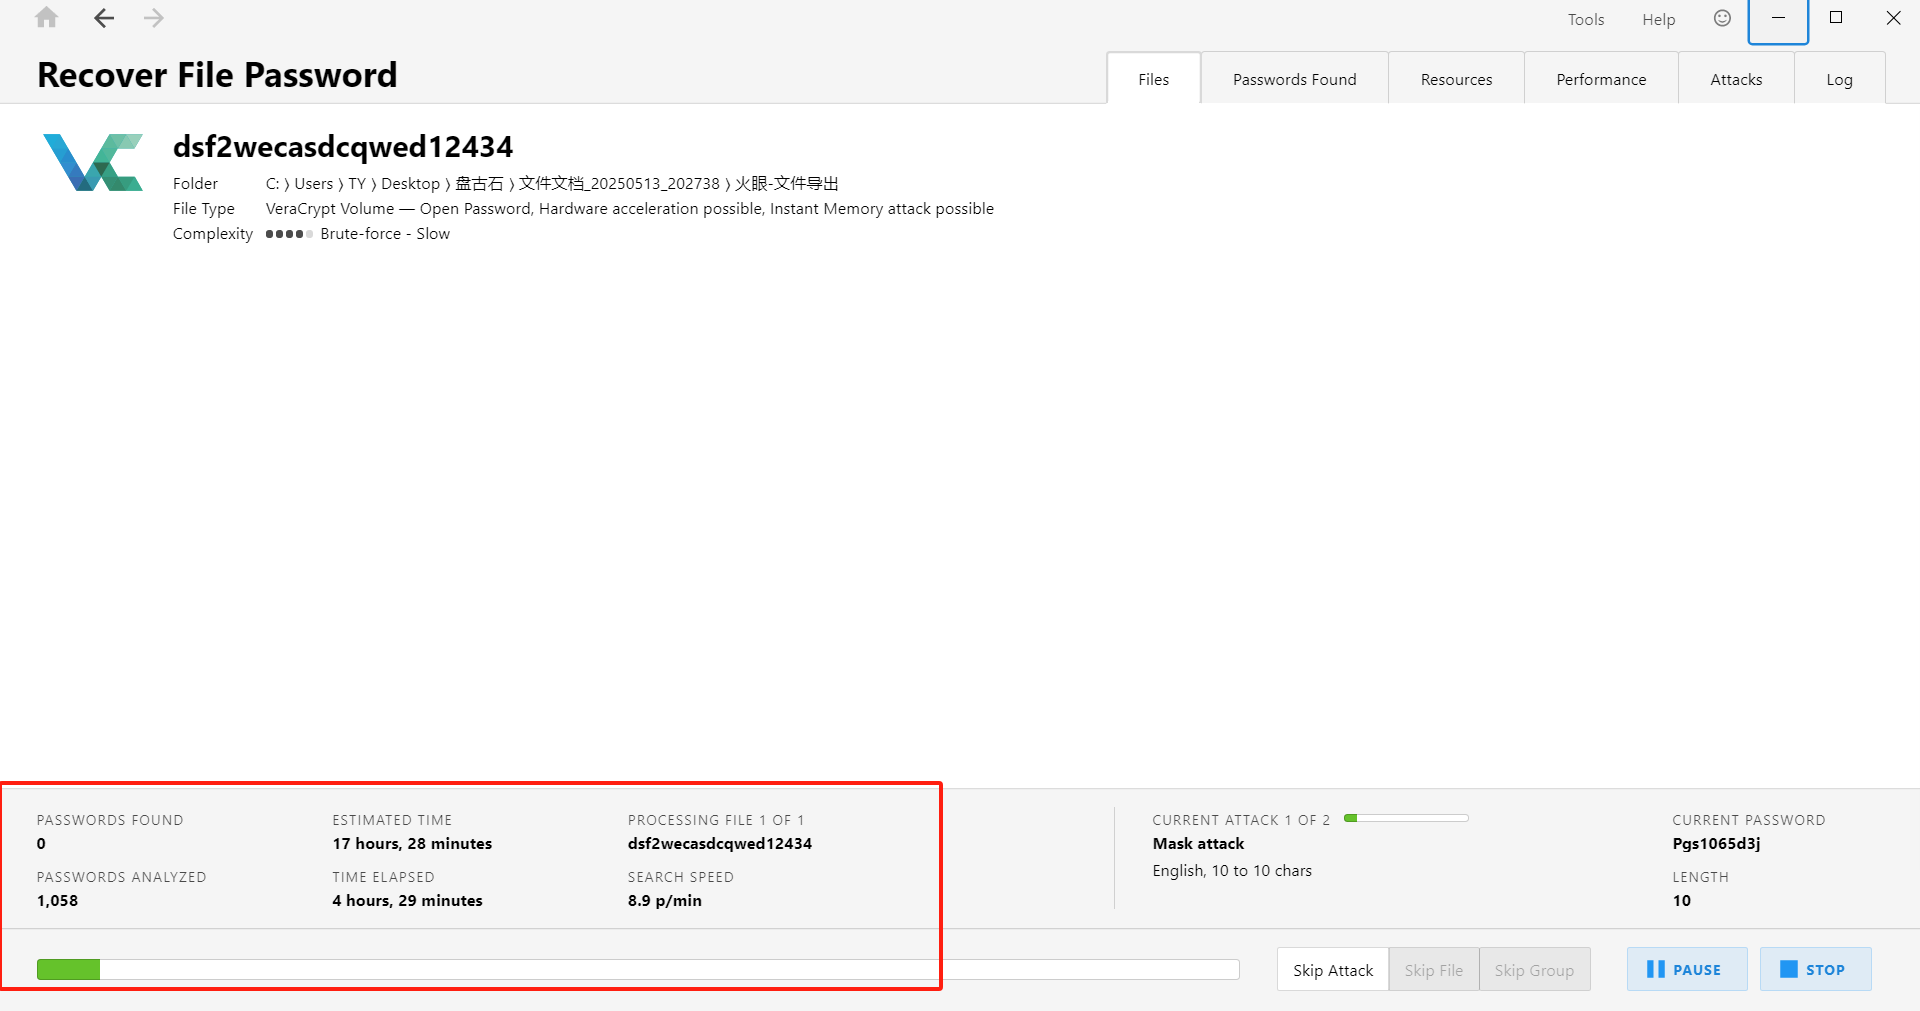 Tools Help
Recover File Password
Files Passwords Found Resources Performance Attacks Log
dsf2wecasdcqwed12434
Folder C: ⟩ Users ⟩ TY ⟩ Desktop ⟩ 盘古石 ⟩ 文件文档_20250513_202738 ⟩ 火眼-文件导出
File Type VeraCrypt Volume — Open Password, Hardware acceleration possible, Instant Memory attack possible
Complexity Brute-force - Slow
PASSWORDS FOUND ESTIMATED TIME PROCESSING FILE 1 OF 1 CURRENT ATTACK 1 OF 2 CURRENT PASSWORD
0 17 hours, 28 minutes dsf2wecasdcqwed12434 Mask attack Pgs1065d3j
English, 10 to 10 chars
PASSWORDS ANALYZED TIME ELAPSED SEARCH SPEED LENGTH
1,058 4 hours, 29 minutes 8.9 p/min 10
Skip Attack Skip File Skip Group PAUSE STOP